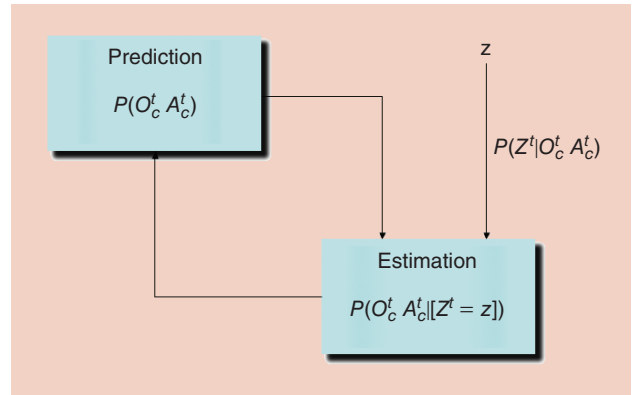 Prediction
z
P(O_c^t A_c^t)
P(Z^t|O_c^t A_c^t)
Estimation
P(O_c^t A_c^t|[Z^t = z])